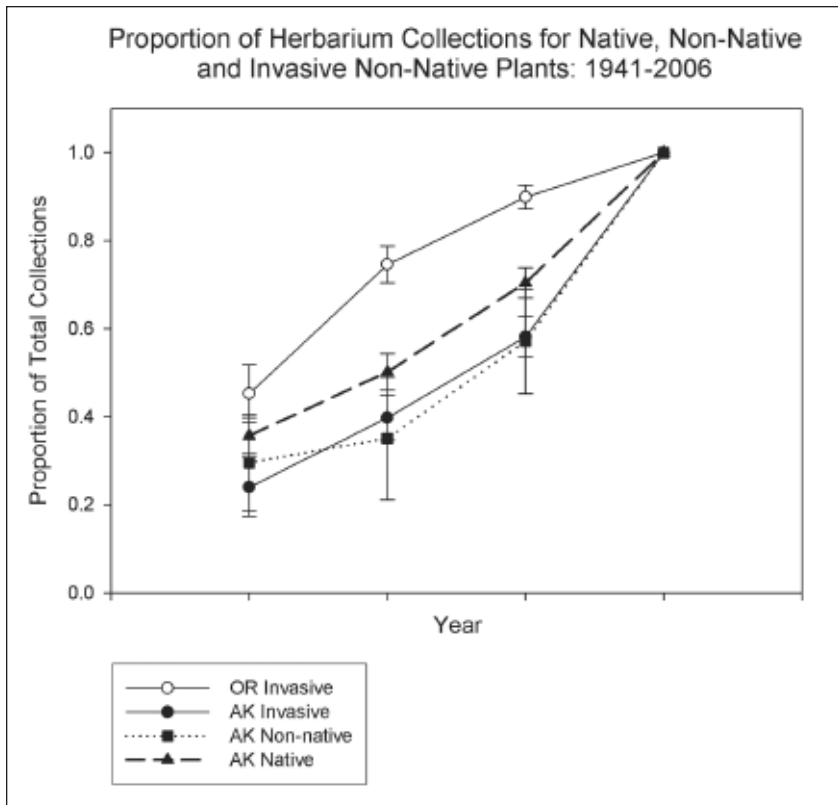 Proportion of Herbarium Collections for Native, Non-Native
and Invasive Non-Native Plants: 1941-2006
Proportion of Total Collections
1.0
0.8
0.6
0.4
0.2
0.0
Year
OR Invasive
AK Invasive
AK Non-native
AK Native